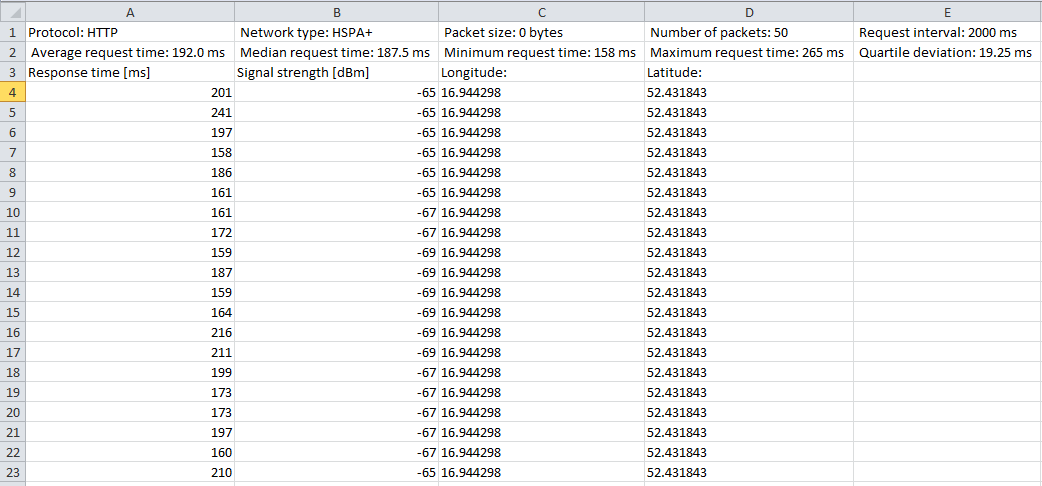 A B C D E
1 Protocol: HTTP Network type: HSPA+ Packet size: 0 bytes Number of packets: 50 Request interval: 2000 ms
2 Average request time: 192.0 ms Median request time: 187.5 ms Minimum request time: 158 ms Maximum request time: 265 ms Quartile deviation: 19.25 ms
3 Response time [ms] Signal strength [dBm] Longitude: Latitude:
4 201 -65 16.944298 52.431843
5 241 -65 16.944298 52.431843
6 197 -65 16.944298 52.431843
7 158 -65 16.944298 52.431843
8 186 -65 16.944298 52.431843
9 161 -65 16.944298 52.431843
10 161 -67 16.944298 52.431843
11 172 -67 16.944298 52.431843
12 159 -69 16.944298 52.431843
13 187 -69 16.944298 52.431843
14 159 -69 16.944298 52.431843
15 164 -69 16.944298 52.431843
16 216 -69 16.944298 52.431843
17 211 -69 16.944298 52.431843
18 199 -67 16.944298 52.431843
19 173 -67 16.944298 52.431843
20 173 -67 16.944298 52.431843
21 197 -67 16.944298 52.431843
22 160 -67 16.944298 52.431843
23 210 -65 16.944298 52.431843